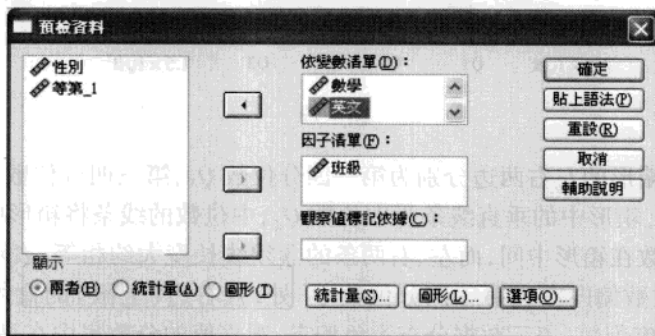 預檢資料
性別
等第_1
依變數清單(D)：
數學
英文
因子清單(F)：
班級
觀察值標記依據(C)：
確定
貼上語法(P)
重設(R)
取消
輔助說明
顯示
兩者(B) 統計量(A) 圖形(T)
統計量(S)... 圖形(L)... 選項(O)...